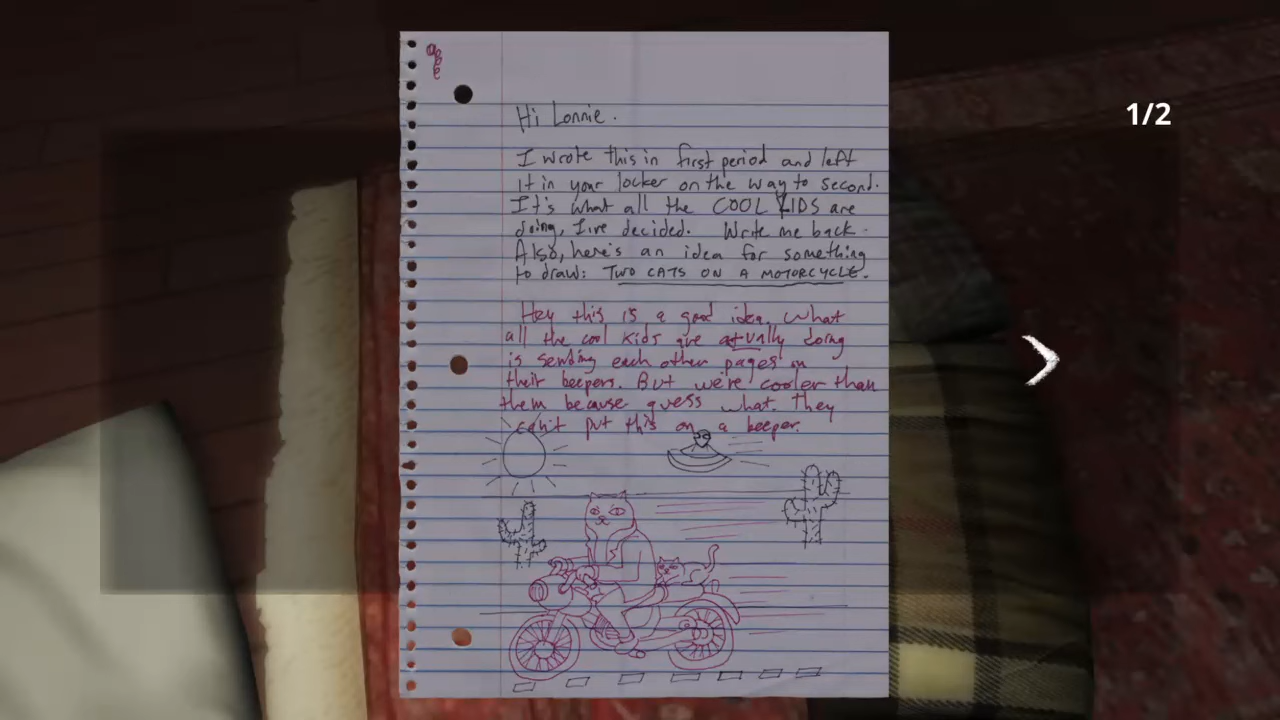 1/2
Hi Lonnie.
I wrote this in first period and left
it in your locker on the way to second.
It's what all the COOL KIDS are
doing, I've decided. Write me back.
Also, here's an idea for something
to draw: TWO CATS ON A MOTORCYCLE.
Hey this is a good idea. What
all the cool kids are actually doing
is sending each other pages on
their beepers. But we're cooler than
them because guess what. They
can't put this on a beeper.